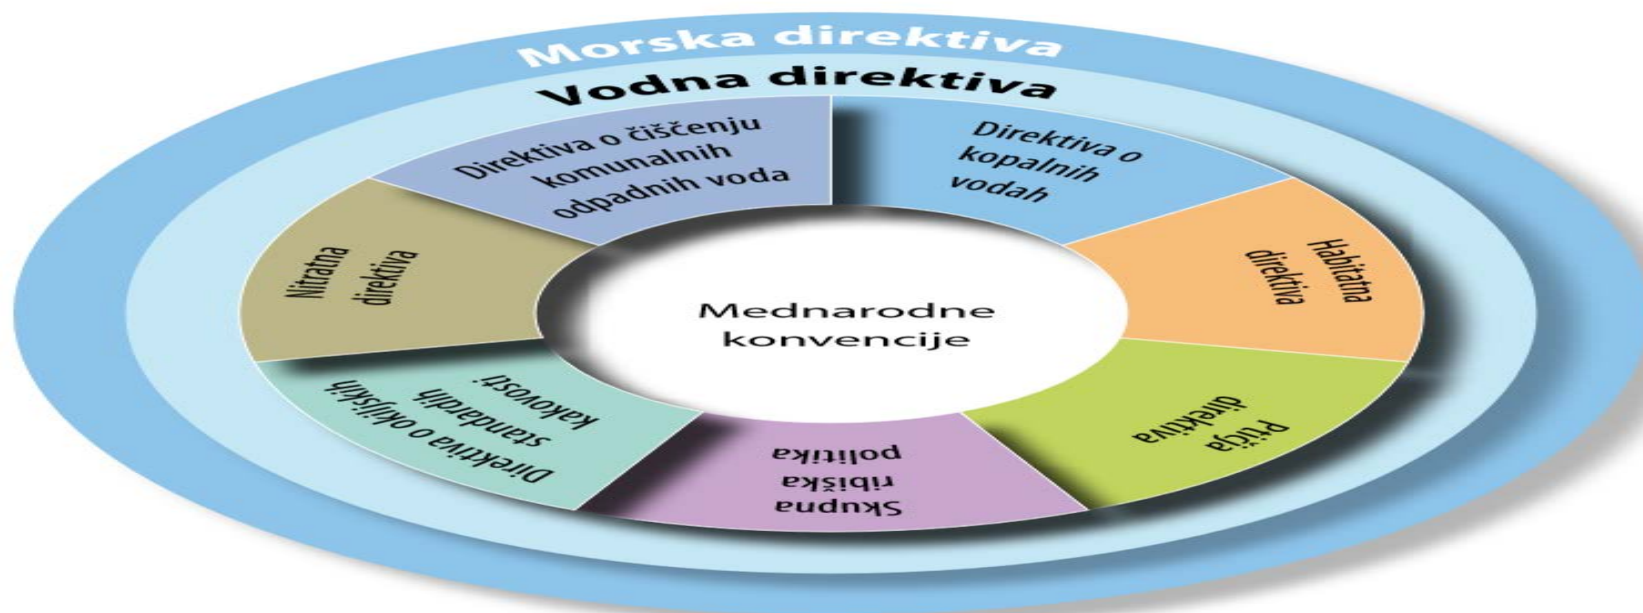 Morska direktiva
Vodna direktiva
Direktiva o čiščenju
komunalnih
odpadnih voda
Direktiva o
kopalnih
vodah
Habitatna
direktiva
Ptičja
direktiva
Skupna
ribiška
politika
Direktiva o okiljskih
standardih
kakovosti
Nitratna
direktiva
Mednarodne
konvencije